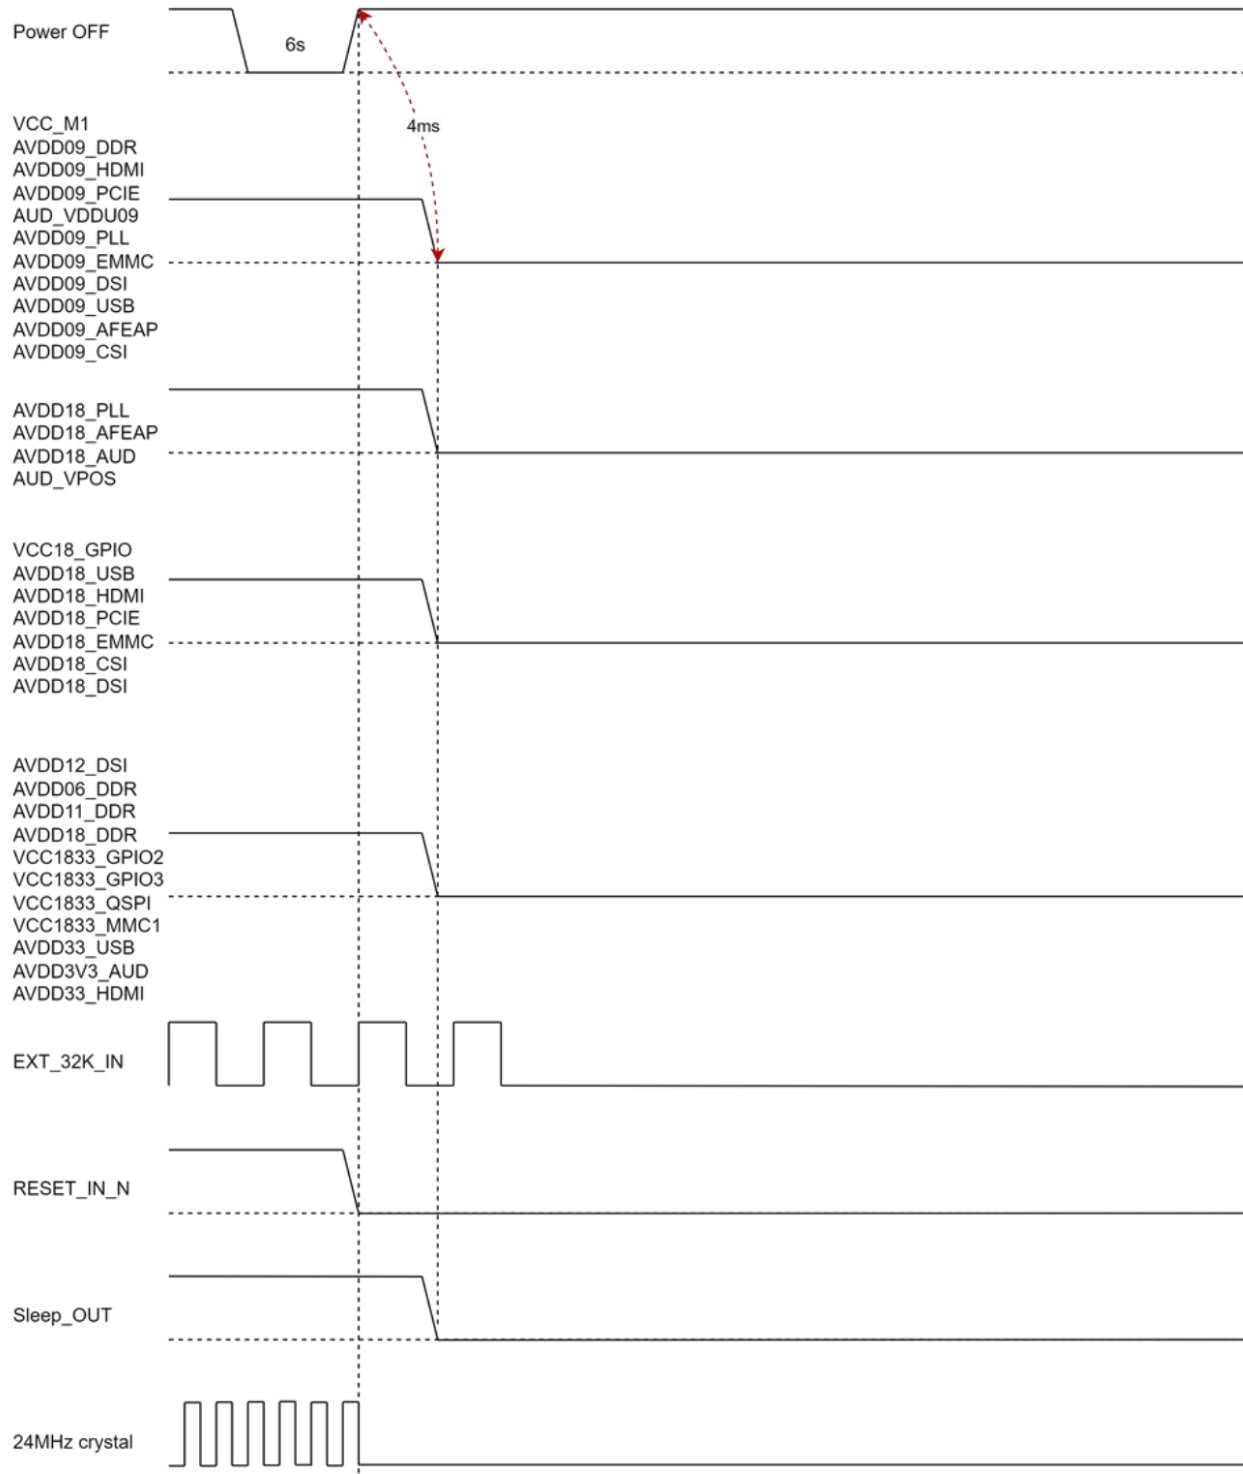 Power OFF
6s
4ms
VCC_M1
AVDD09_DDR
AVDD09_HDMI
AVDD09_PCIE
AUD_VDDU09
AVDD09_PLL
AVDD09_EMMC
AVDD09_DSI
AVDD09_USB
AVDD09_AFEAP
AVDD09_CSI
AVDD18_PLL
AVDD18_AFEAP
AVDD18_AUD
AUD_VPOS
VCC18_GPIO
AVDD18_USB
AVDD18_HDMI
AVDD18_PCIE
AVDD18_EMMC
AVDD18_CSI
AVDD18_DSI
AVDD12_DSI
AVDD06_DDR
AVDD11_DDR
AVDD18_DDR
VCC1833_GPIO2
VCC1833_GPIO3
VCC1833_QSPI
VCC1833_MMC1
AVDD33_USB
AVDD3V3_AUD
AVDD33_HDMI
EXT_32K_IN
RESET_IN_N
Sleep_OUT
24MHz crystal